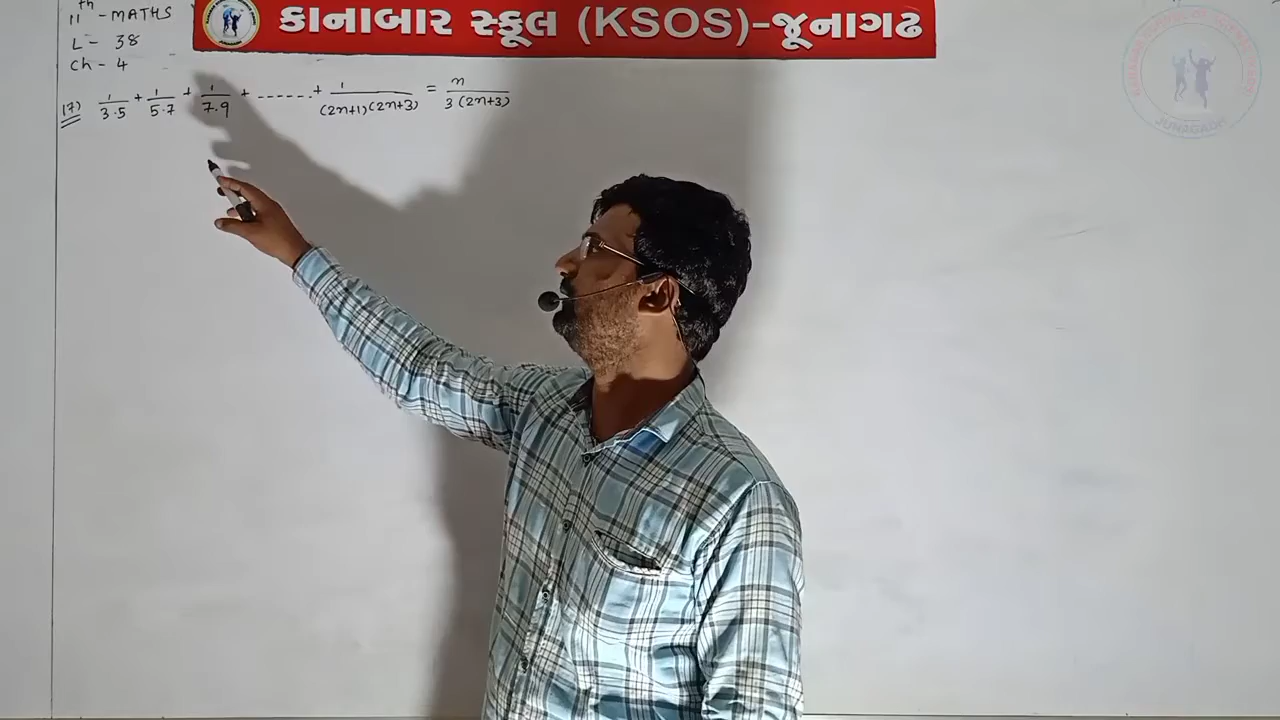 11th - MATHS
L - 38
Ch - 4
કાનાબાર સ્કૂલ (KSOS)-જૂનાગઢ
(17) 1/3·5 + 1/5·7 + 1/7·9 + ...... + 1/(2n+1)(2n+3) = n/3(2n+3)
JUNAGADH